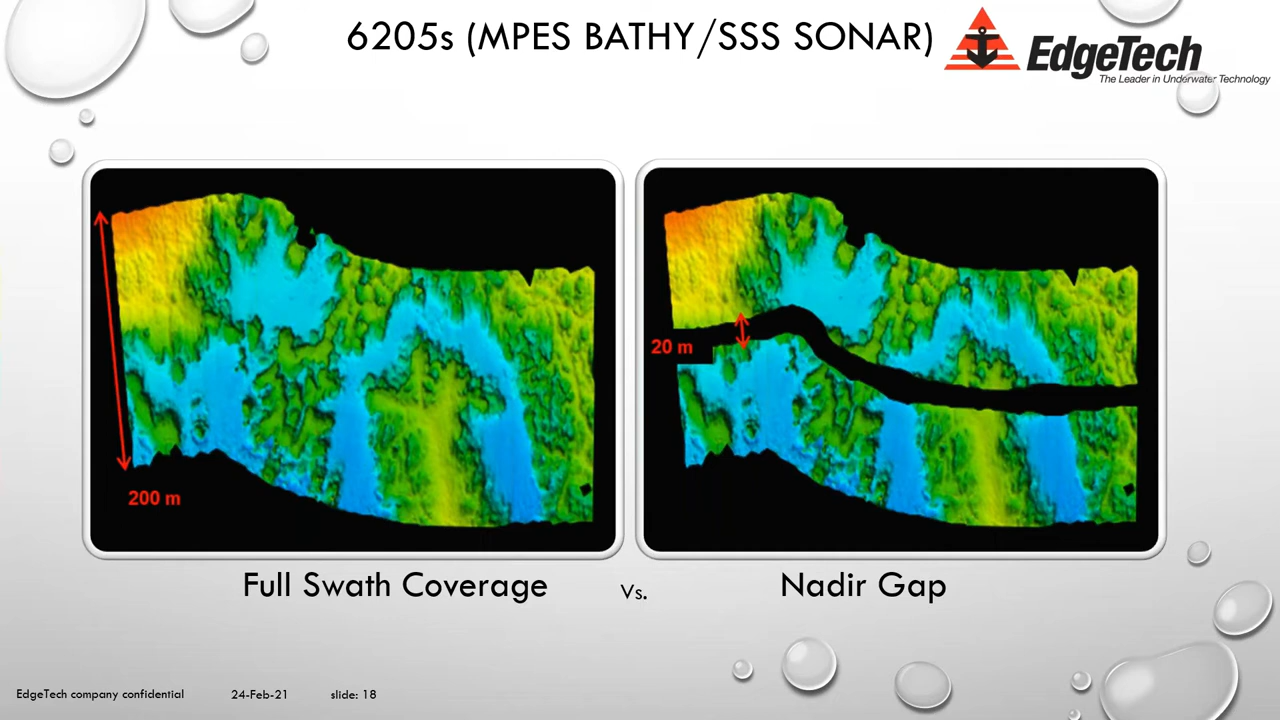 6205s (MPES BATHY/SSS SONAR)
EdgeTech
The Leader in Underwater Technology
200 m
20 m
Full Swath Coverage
Vs.
Nadir Gap
EdgeTech company confidential 24-Feb-21 slide: 18